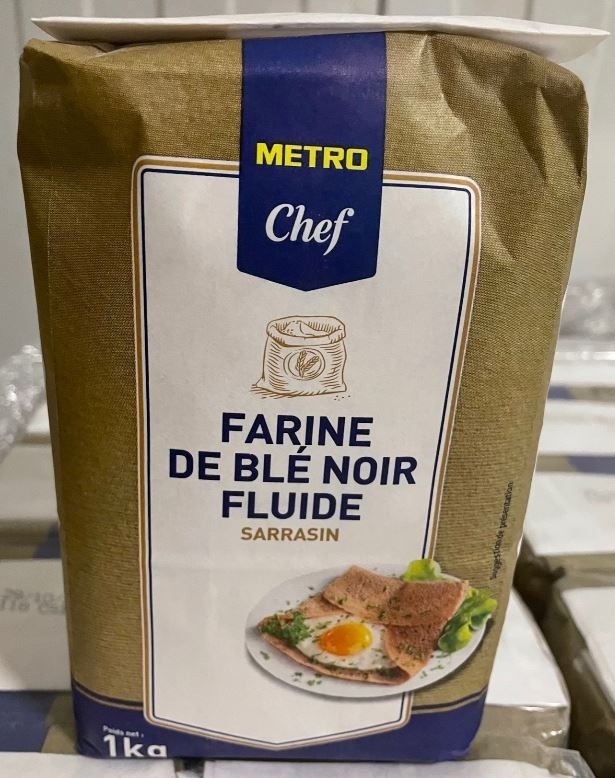 METRO
Chef
FARINE
DE BLÉ NOIR
FLUIDE
SARRASIN
Suggestion de présentation
Poids net :
1kg